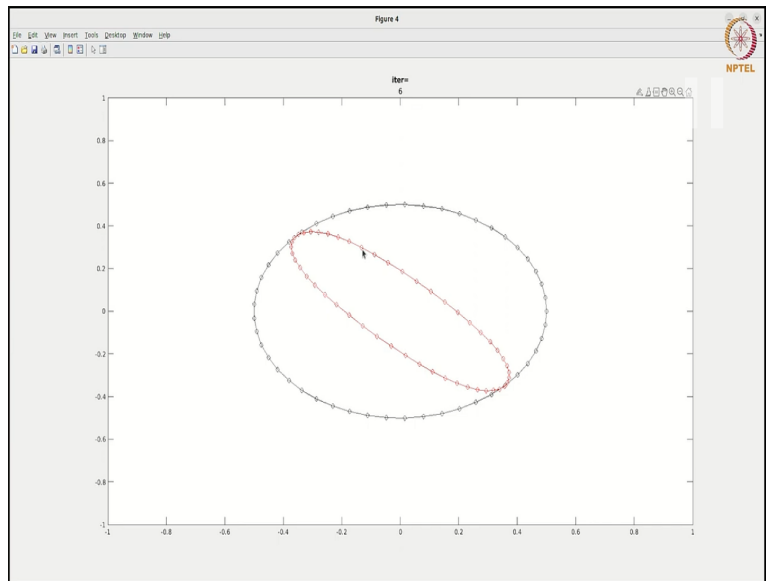 Figure 4
File Edit View Insert Tools Desktop Window Help
NPTEL
iter=
6
1
0.8
0.6
0.4
0.2
0
-0.2
-0.4
-0.6
-0.8
-1
-1 -0.8 -0.6 -0.4 -0.2 0 0.2 0.4 0.6 0.8 1